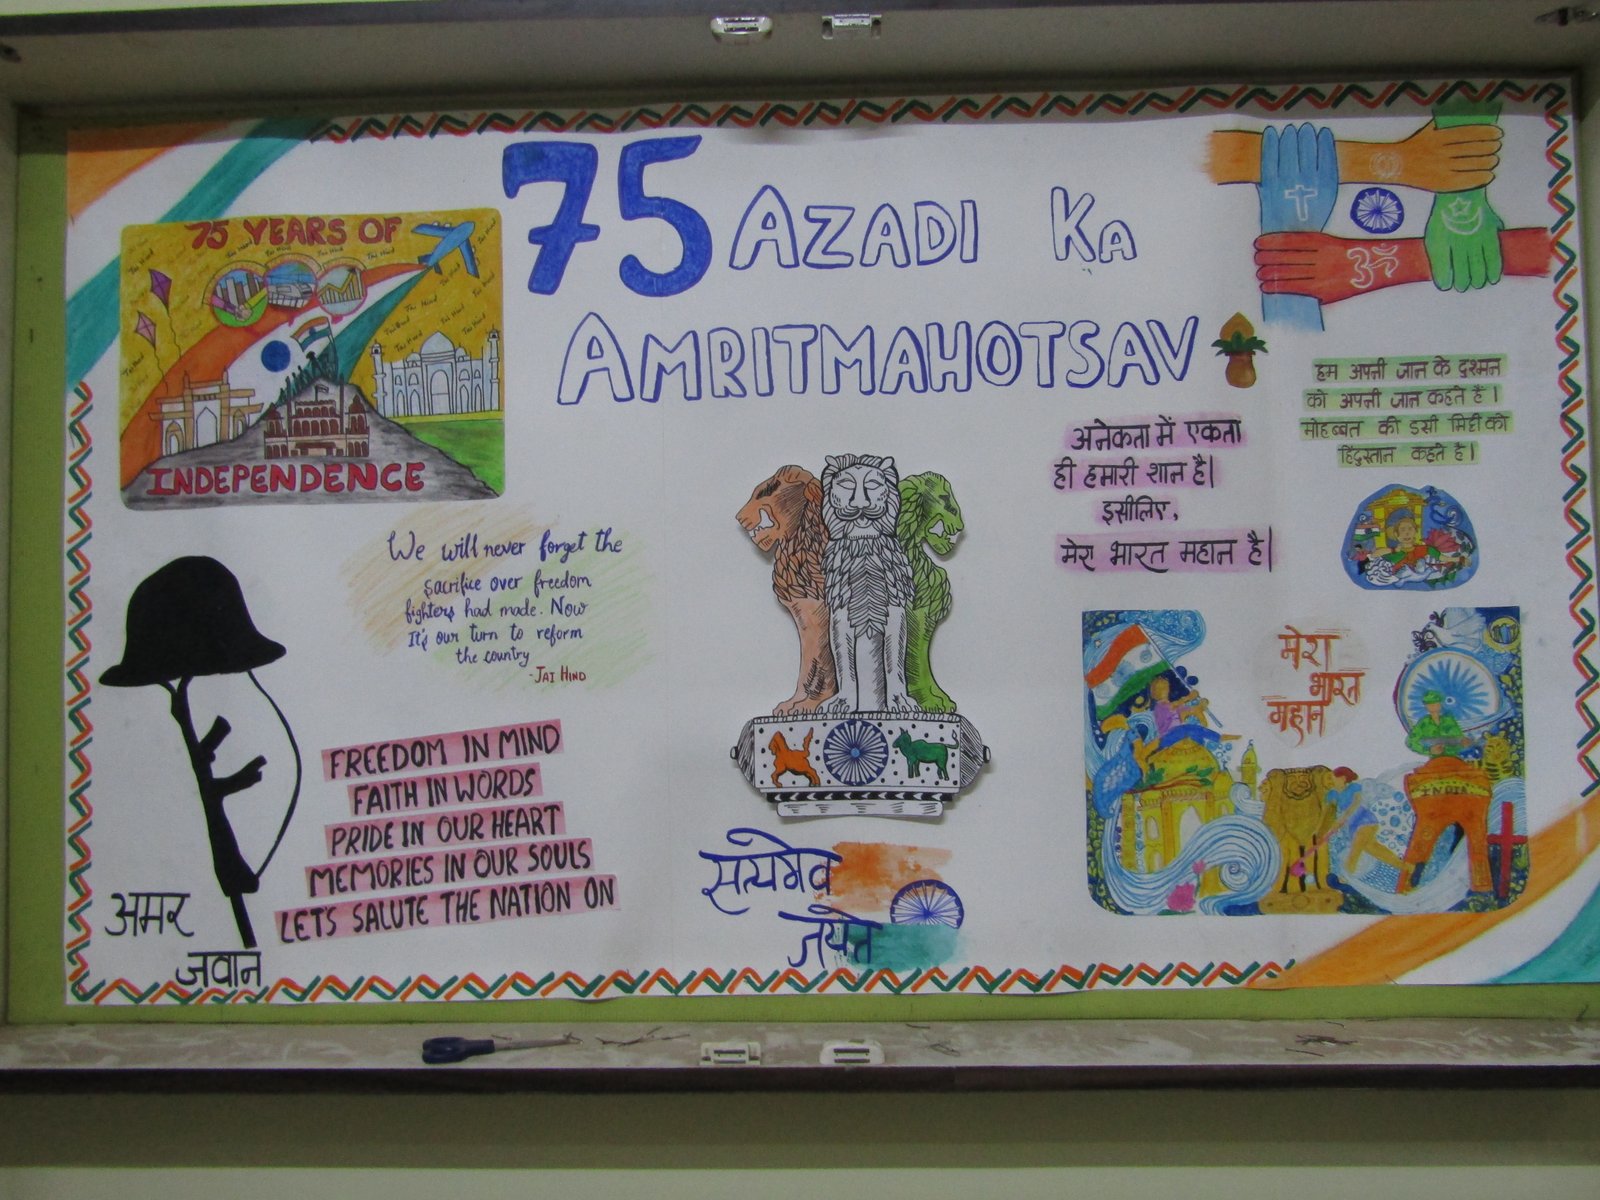 75 AZADI KA
AMRITMAHOTSAV
75 YEARS OF
INDEPENDENCE
We will never forget the
sacrifice over freedom
fighters had made. Now
It's our turn to reform
the country
-JAI HIND
FREEDOM IN MIND
FAITH IN WORDS
PRIDE IN OUR HEART
MEMORIES IN OUR SOULS
LET'S SALUTE THE NATION ON
अमर
जवान
सत्यमेव
जयते
ॐ
हम अपनी जान के दुश्मन
को अपनी जान कहते है।
मोहब्बत की इसी मिट्टी को
हिंदुस्तान कहते है।
अनेकता में एकता
ही हमारी शान है।
इसीलिए,
मेरा भारत महान है।
मेरा
भारत
महान
INDIA